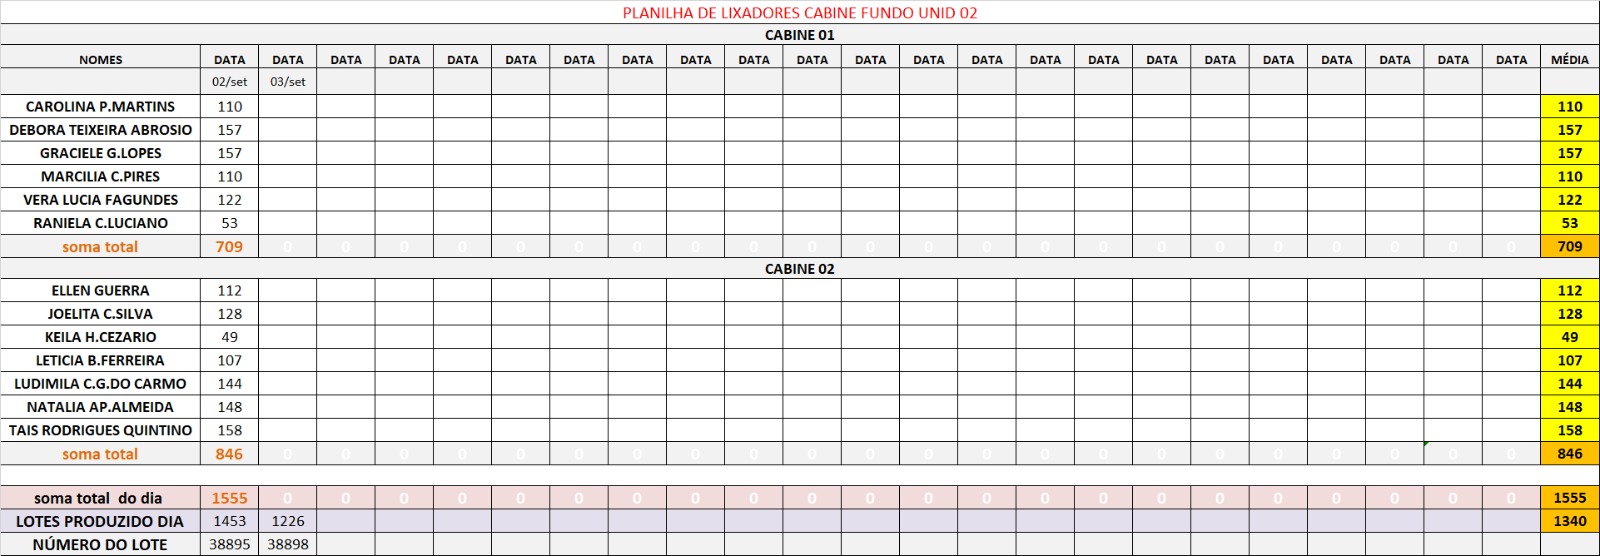 PLANILHA DE LIXADORES CABINE FUNDO UNID 02
CABINE 01
NOMES DATA DATA DATA DATA DATA DATA DATA DATA DATA DATA DATA DATA DATA DATA DATA DATA DATA DATA DATA DATA DATA DATA DATA MÉDIA
02/set 03/set
CAROLINA P.MARTINS 110 110
DEBORA TEIXEIRA ABROSIO 157 157
GRACIELE G.LOPES 157 157
MARCILIA C.PIRES 110 110
VERA LUCIA FAGUNDES 122 122
RANIELA C.LUCIANO 53 53
soma total 709 0 0 0 0 0 0 0 0 0 0 0 0 0 0 0 0 0 0 0 0 0 0 709
CABINE 02
ELLEN GUERRA 112 112
JOELITA C.SILVA 128 128
KEILA H.CEZARIO 49 49
LETICIA B.FERREIRA 107 107
LUDIMILA C.G.DO CARMO 144 144
NATALIA AP.ALMEIDA 148 148
TAIS RODRIGUES QUINTINO 158 158
soma total 846 0 0 0 0 0 0 0 0 0 0 0 0 0 0 0 0 0 0 0 0 0 0 846
soma total do dia 1555 0 0 0 0 0 0 0 0 0 0 0 0 0 0 0 0 0 0 0 0 0 0 1555
LOTES PRODUZIDO DIA 1453 1226 1340
NÚMERO DO LOTE 38895 38898